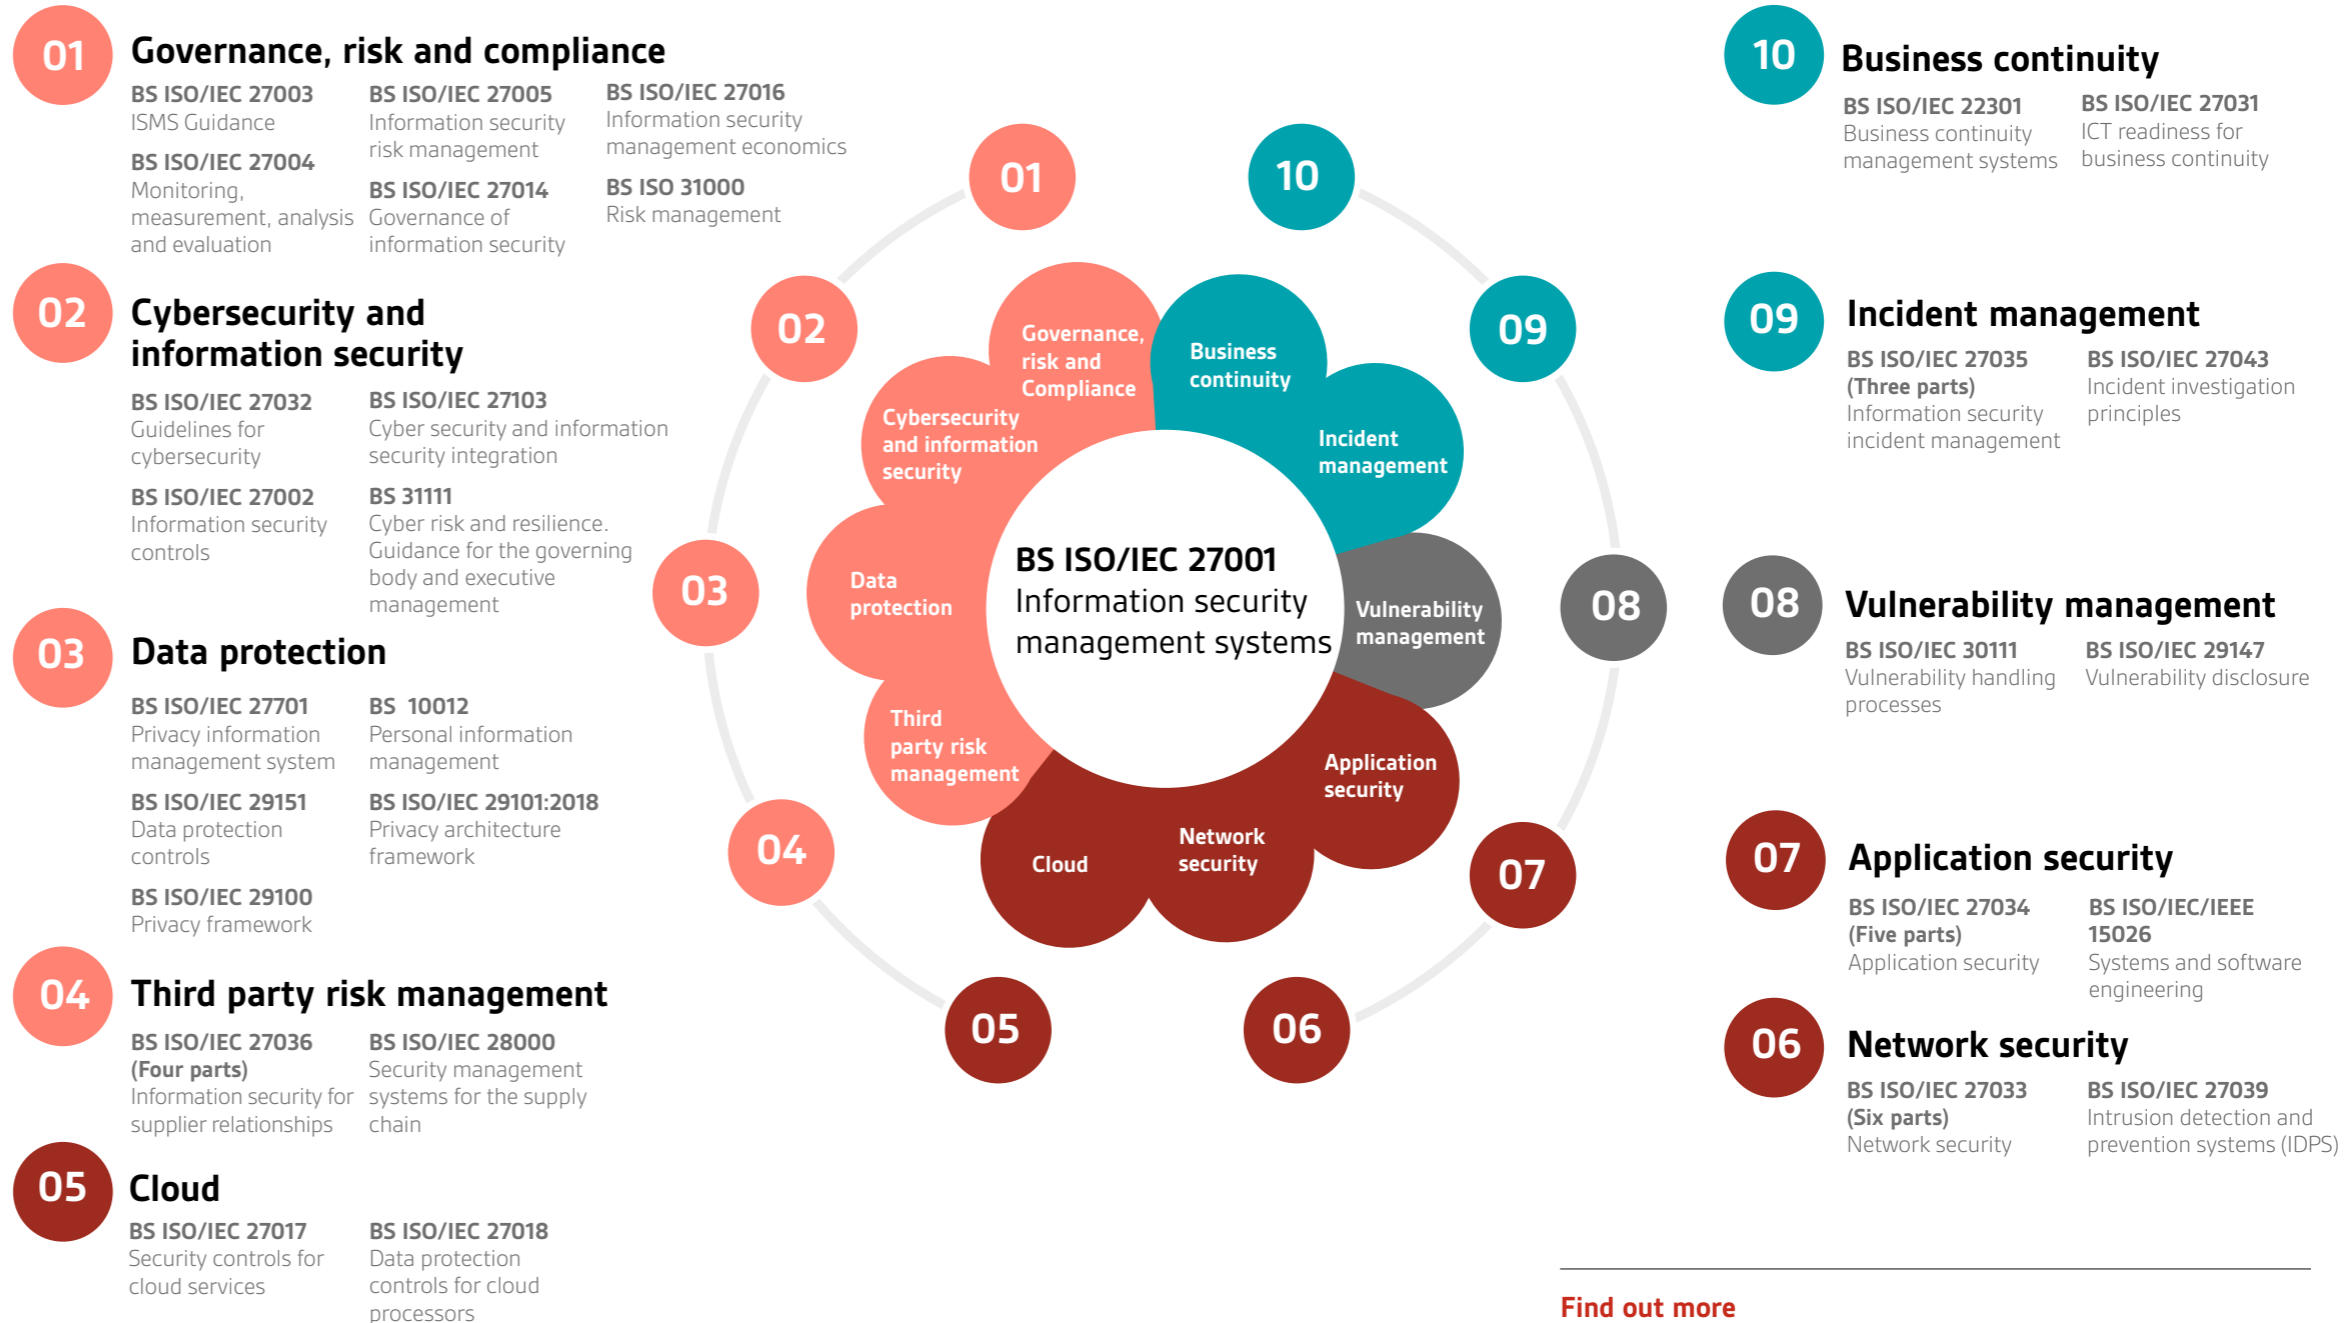 01
Governance, risk and compliance
BS ISO/IEC 27003
ISMS Guidance
BS ISO/IEC 27004
Monitoring,
measurement, analysis
and evaluation
BS ISO/IEC 27005
Information security
risk management
BS ISO/IEC 27014
Governance of
information security
BS ISO/IEC 27016
Information security
management economics
BS ISO 31000
Risk management
02
Cybersecurity and
information security
BS ISO/IEC 27032
Guidelines for
cybersecurity
BS ISO/IEC 27002
Information security
controls
BS ISO/IEC 27103
Cyber security and information
security integration
BS 31111
Cyber risk and resilience.
Guidance for the governing
body and executive
management
03
Data protection
BS ISO/IEC 27701
Privacy information
management system
BS ISO/IEC 29151
Data protection
controls
BS ISO/IEC 29100
Privacy framework
BS 10012
Personal information
management
BS ISO/IEC 29101:2018
Privacy architecture
framework
04
Third party risk management
BS ISO/IEC 27036
(Four parts)
Information security for
supplier relationships
BS ISO/IEC 28000
Security management
systems for the supply
chain
05
Cloud
BS ISO/IEC 27017
Security controls for
cloud services
BS ISO/IEC 27018
Data protection
controls for cloud
processors
01
02
03
04
05
06
07
08
09
10
Governance,
risk and
Compliance
Cybersecurity
and information
security
Data
protection
Third
party risk
management
Cloud
Network
security
Application
security
Vulnerability
management
Incident
management
Business
continuity
BS ISO/IEC 27001
Information security
management systems
10
Business continuity
BS ISO/IEC 22301
Business continuity
management systems
BS ISO/IEC 27031
ICT readiness for
business continuity
09
Incident management
BS ISO/IEC 27035
(Three parts)
Information security
incident management
BS ISO/IEC 27043
Incident investigation
principles
08
Vulnerability management
BS ISO/IEC 30111
Vulnerability handling
processes
BS ISO/IEC 29147
Vulnerability disclosure
07
Application security
BS ISO/IEC 27034
(Five parts)
Application security
BS ISO/IEC/IEEE
15026
Systems and software
engineering
06
Network security
BS ISO/IEC 27033
(Six parts)
Network security
BS ISO/IEC 27039
Intrusion detection and
prevention systems (IDPS)
Find out more